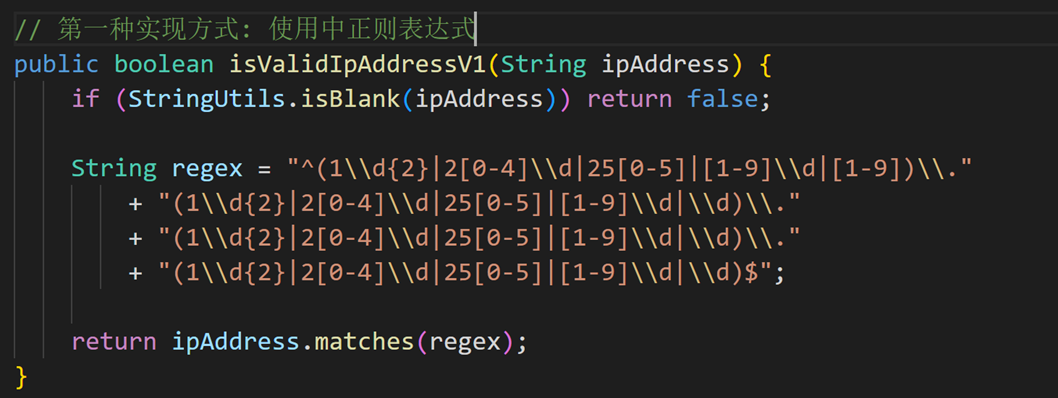 // 第一种实现方式: 使用中正则表达式
public boolean isValidIpAddressV1(String ipAddress) {
    if (StringUtils.isBlank(ipAddress)) return false;
    String regex = "^(1\\d{2}|2[0-4]\\d|25[0-5]|[1-9]\\d|[1-9])\\."
        + "(1\\d{2}|2[0-4]\\d|25[0-5]|[1-9]\\d|\\d)\\."
        + "(1\\d{2}|2[0-4]\\d|25[0-5]|[1-9]\\d|\\d)\\."
        + "(1\\d{2}|2[0-4]\\d|25[0-5]|[1-9]\\d|\\d)$";
    return ipAddress.matches(regex);
}